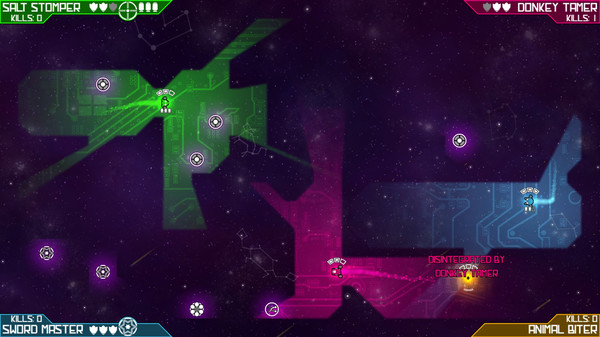 SALT STOMPER
KILLS: 0
DONKEY TAMER
KILLS: 1
DISINTEGRATED BY
DONKEY TAMER
KILLS: 0
SWORD MASTER
KILLS: 0
ANIMAL BITER